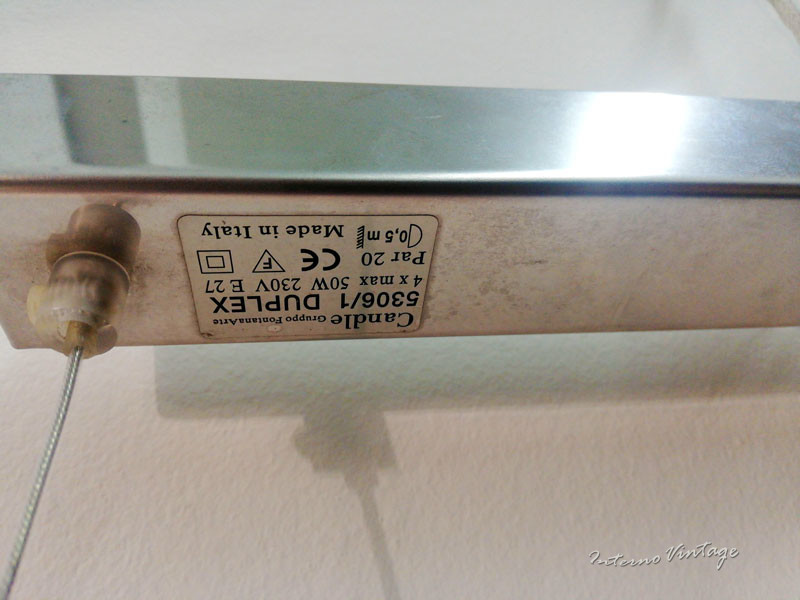 Candle Gruppo FontanaArte
5306/1 DUPLEX
4 x max 50W 230V E 27
Par 20 CE F
0,5 m
Made in Italy
Interno Vintage